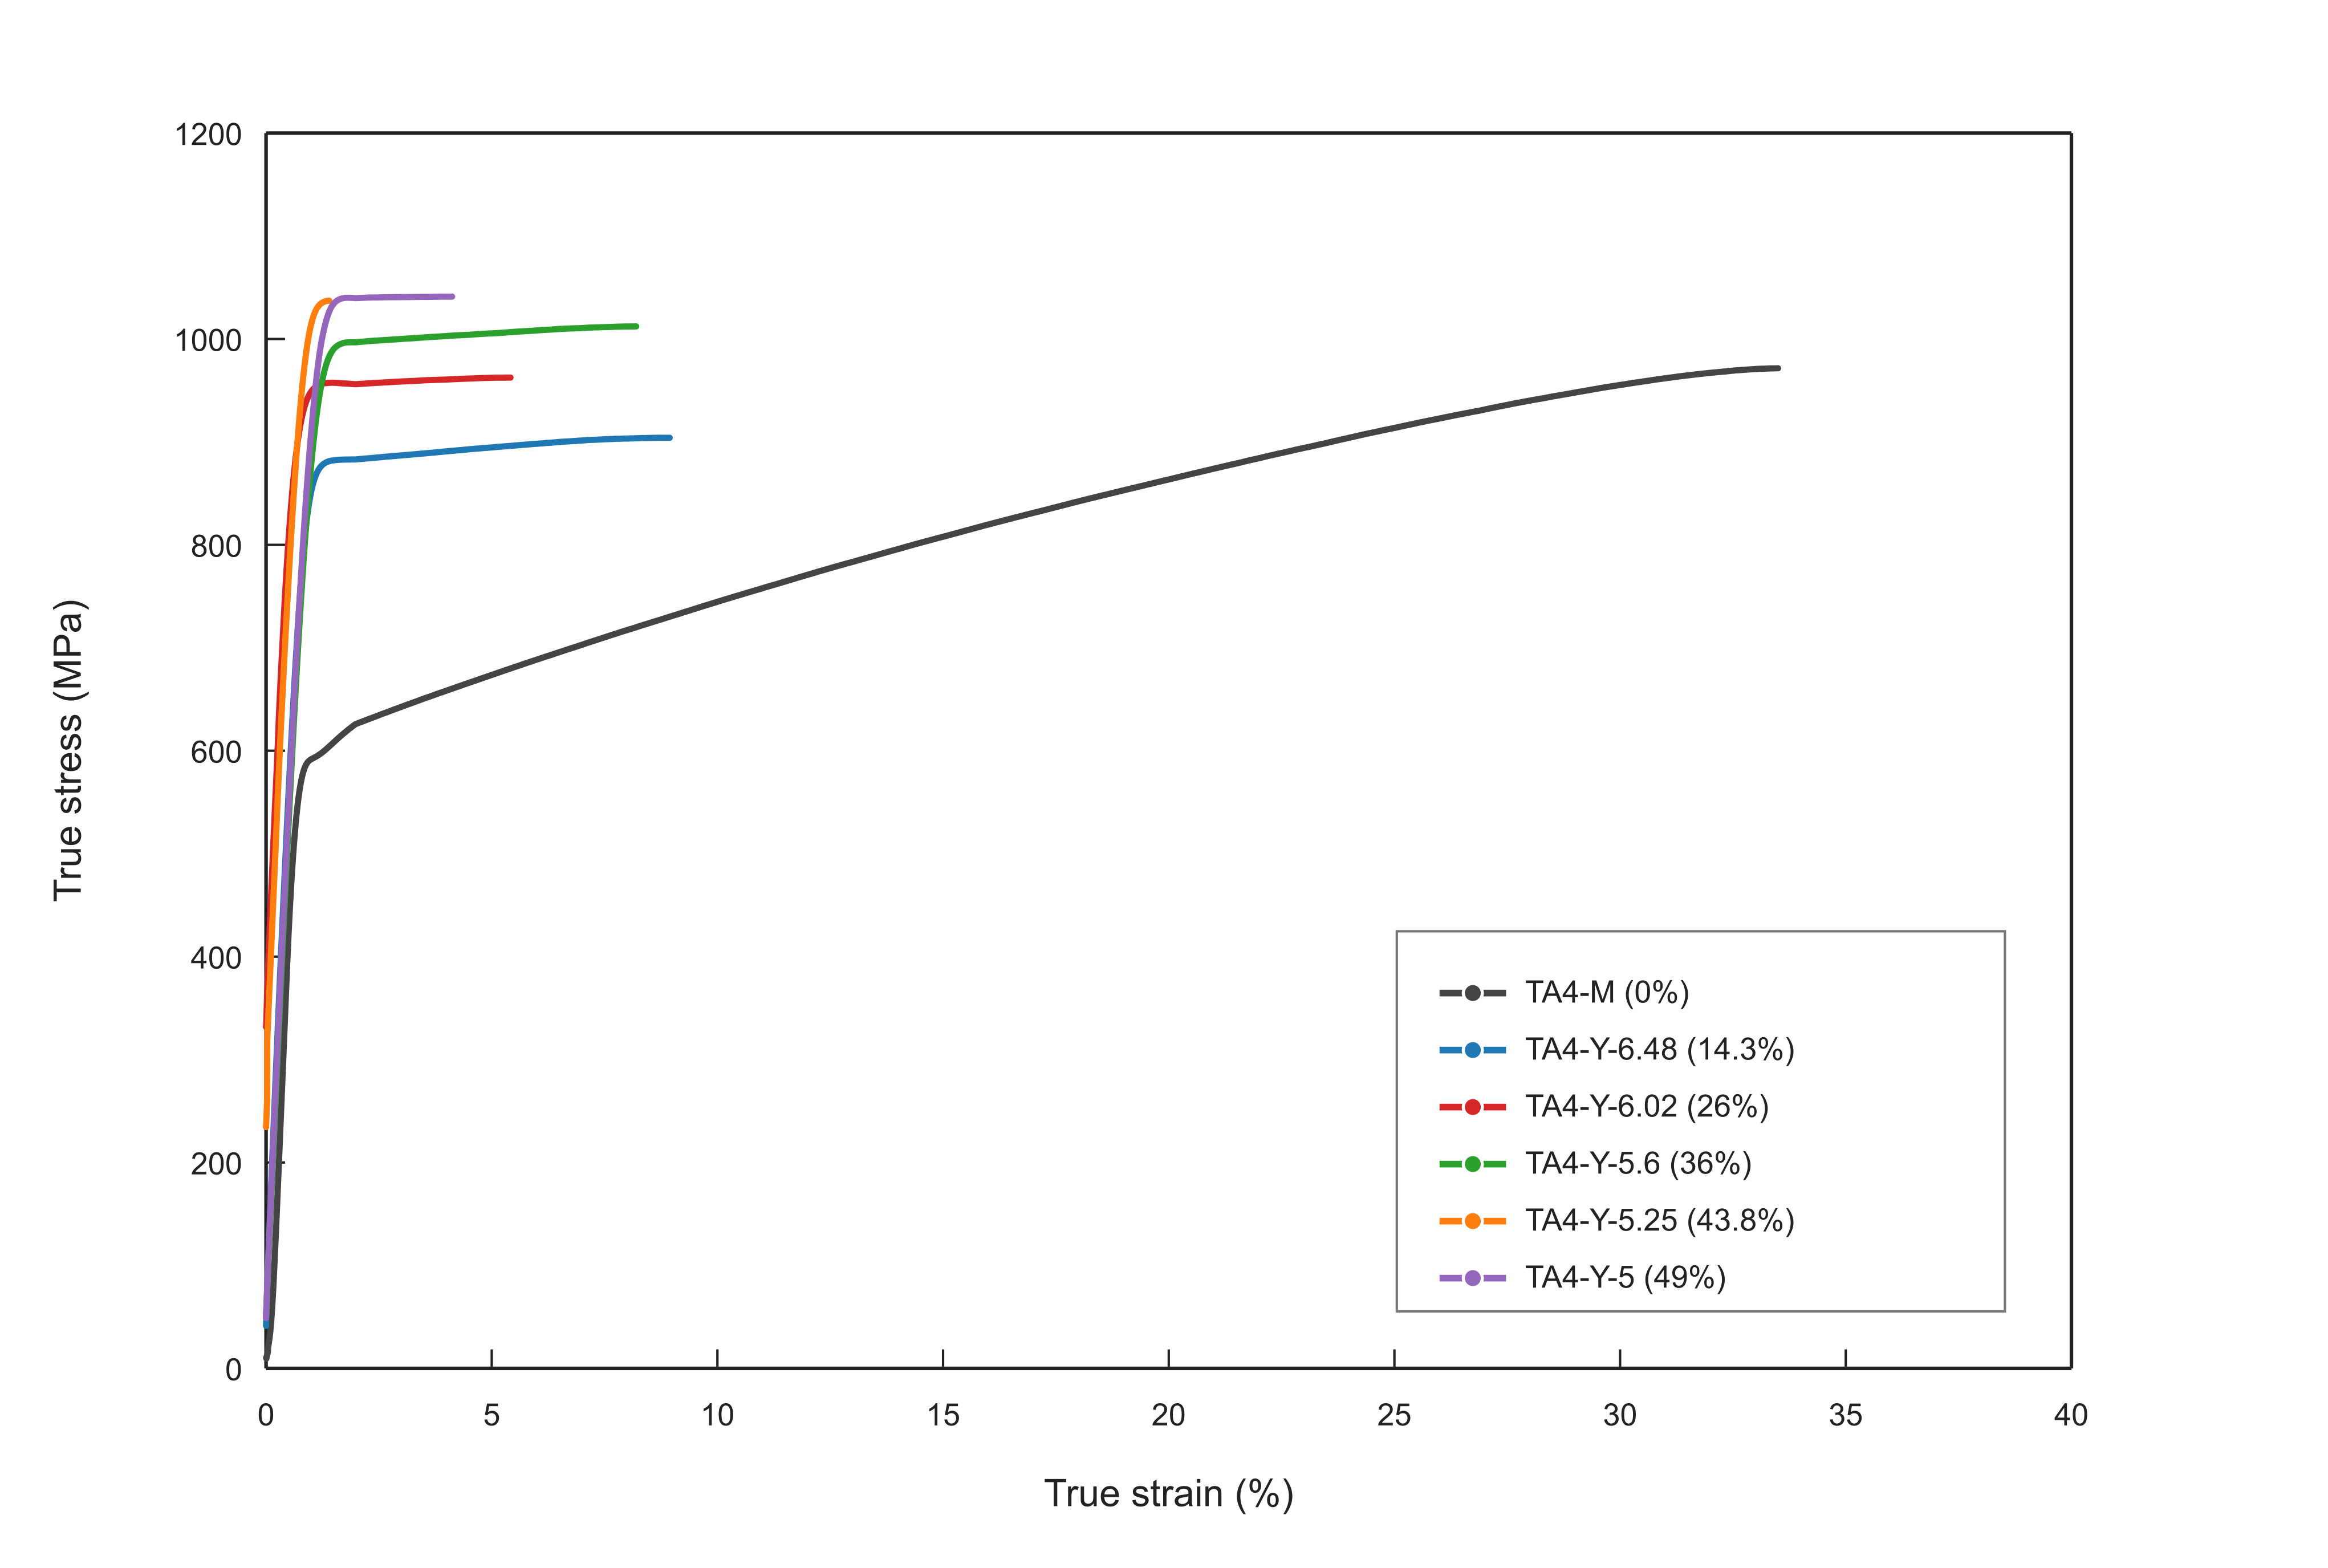 1200
1000
800
600
400
200
0
True stress (MPa)
TA4-M (0%)
TA4-Y-6.48 (14.3%)
TA4-Y-6.02 (26%)
TA4-Y-5.6 (36%)
TA4-Y-5.25 (43.8%)
TA4-Y-5 (49%)
0 5 10 15 20 25 30 35 40
True strain (%)